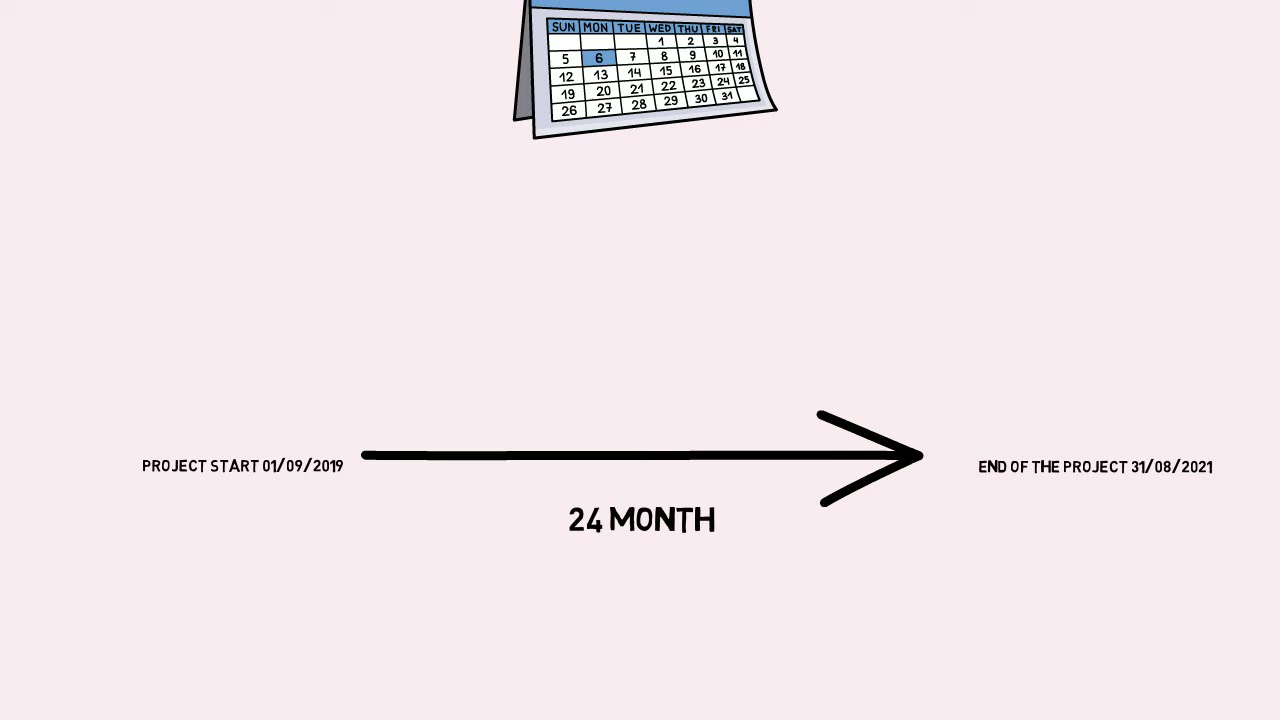 SUN MON TUE WED THU FRI SAT
1 2 3 4
5 6 7 8 9 10 11
12 13 14 15 16 17 18
19 20 21 22 23 24 25
26 27 28 29 30 31
PROJECT START 01/09/2019
END OF THE PROJECT 31/08/2021
24 MONTH